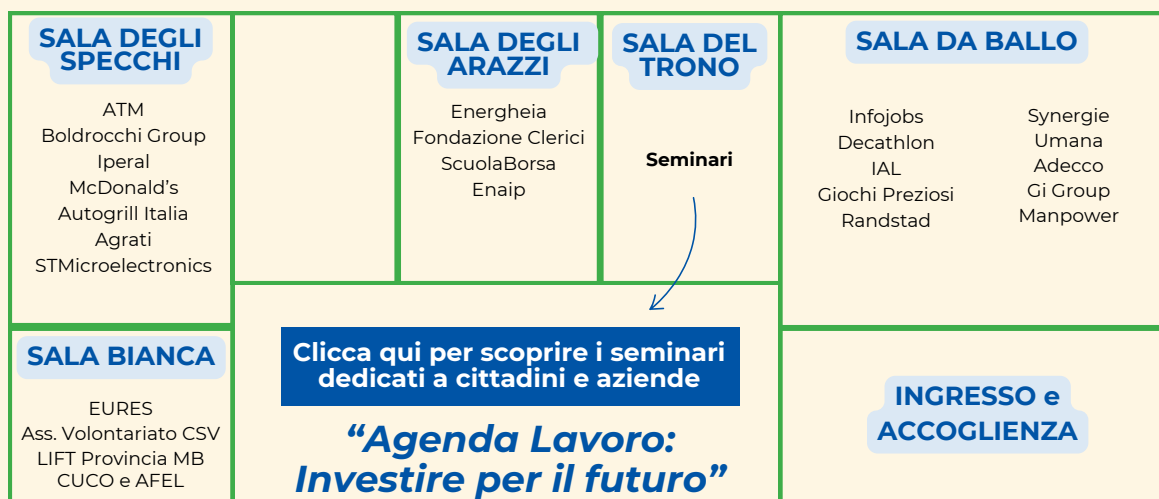 SALA DEGLI
SPECCHI
ATM
Boldrocchi Group
Iperal
McDonald's
Autogrill Italia
Agrati
STMicroelectronics
SALA DEGLI
ARAZZI
Energheia
Fondazione Clerici
ScuolaBorsa
Enaip
SALA DEL
TRONO
Seminari
SALA DA BALLO
Infojobs
Decathlon
IAL
Giochi Preziosi
Randstad
Synergie
Umana
Adecco
Gi Group
Manpower
SALA BIANCA
EURES
Ass. Volontariato CSV
LIFT Provincia MB
CUCO e AFEL
Clicca qui per scoprire i seminari
dedicati a cittadini e aziende
“Agenda Lavoro:
Investire per il futuro”
INGRESSO e
ACCOGLIENZA